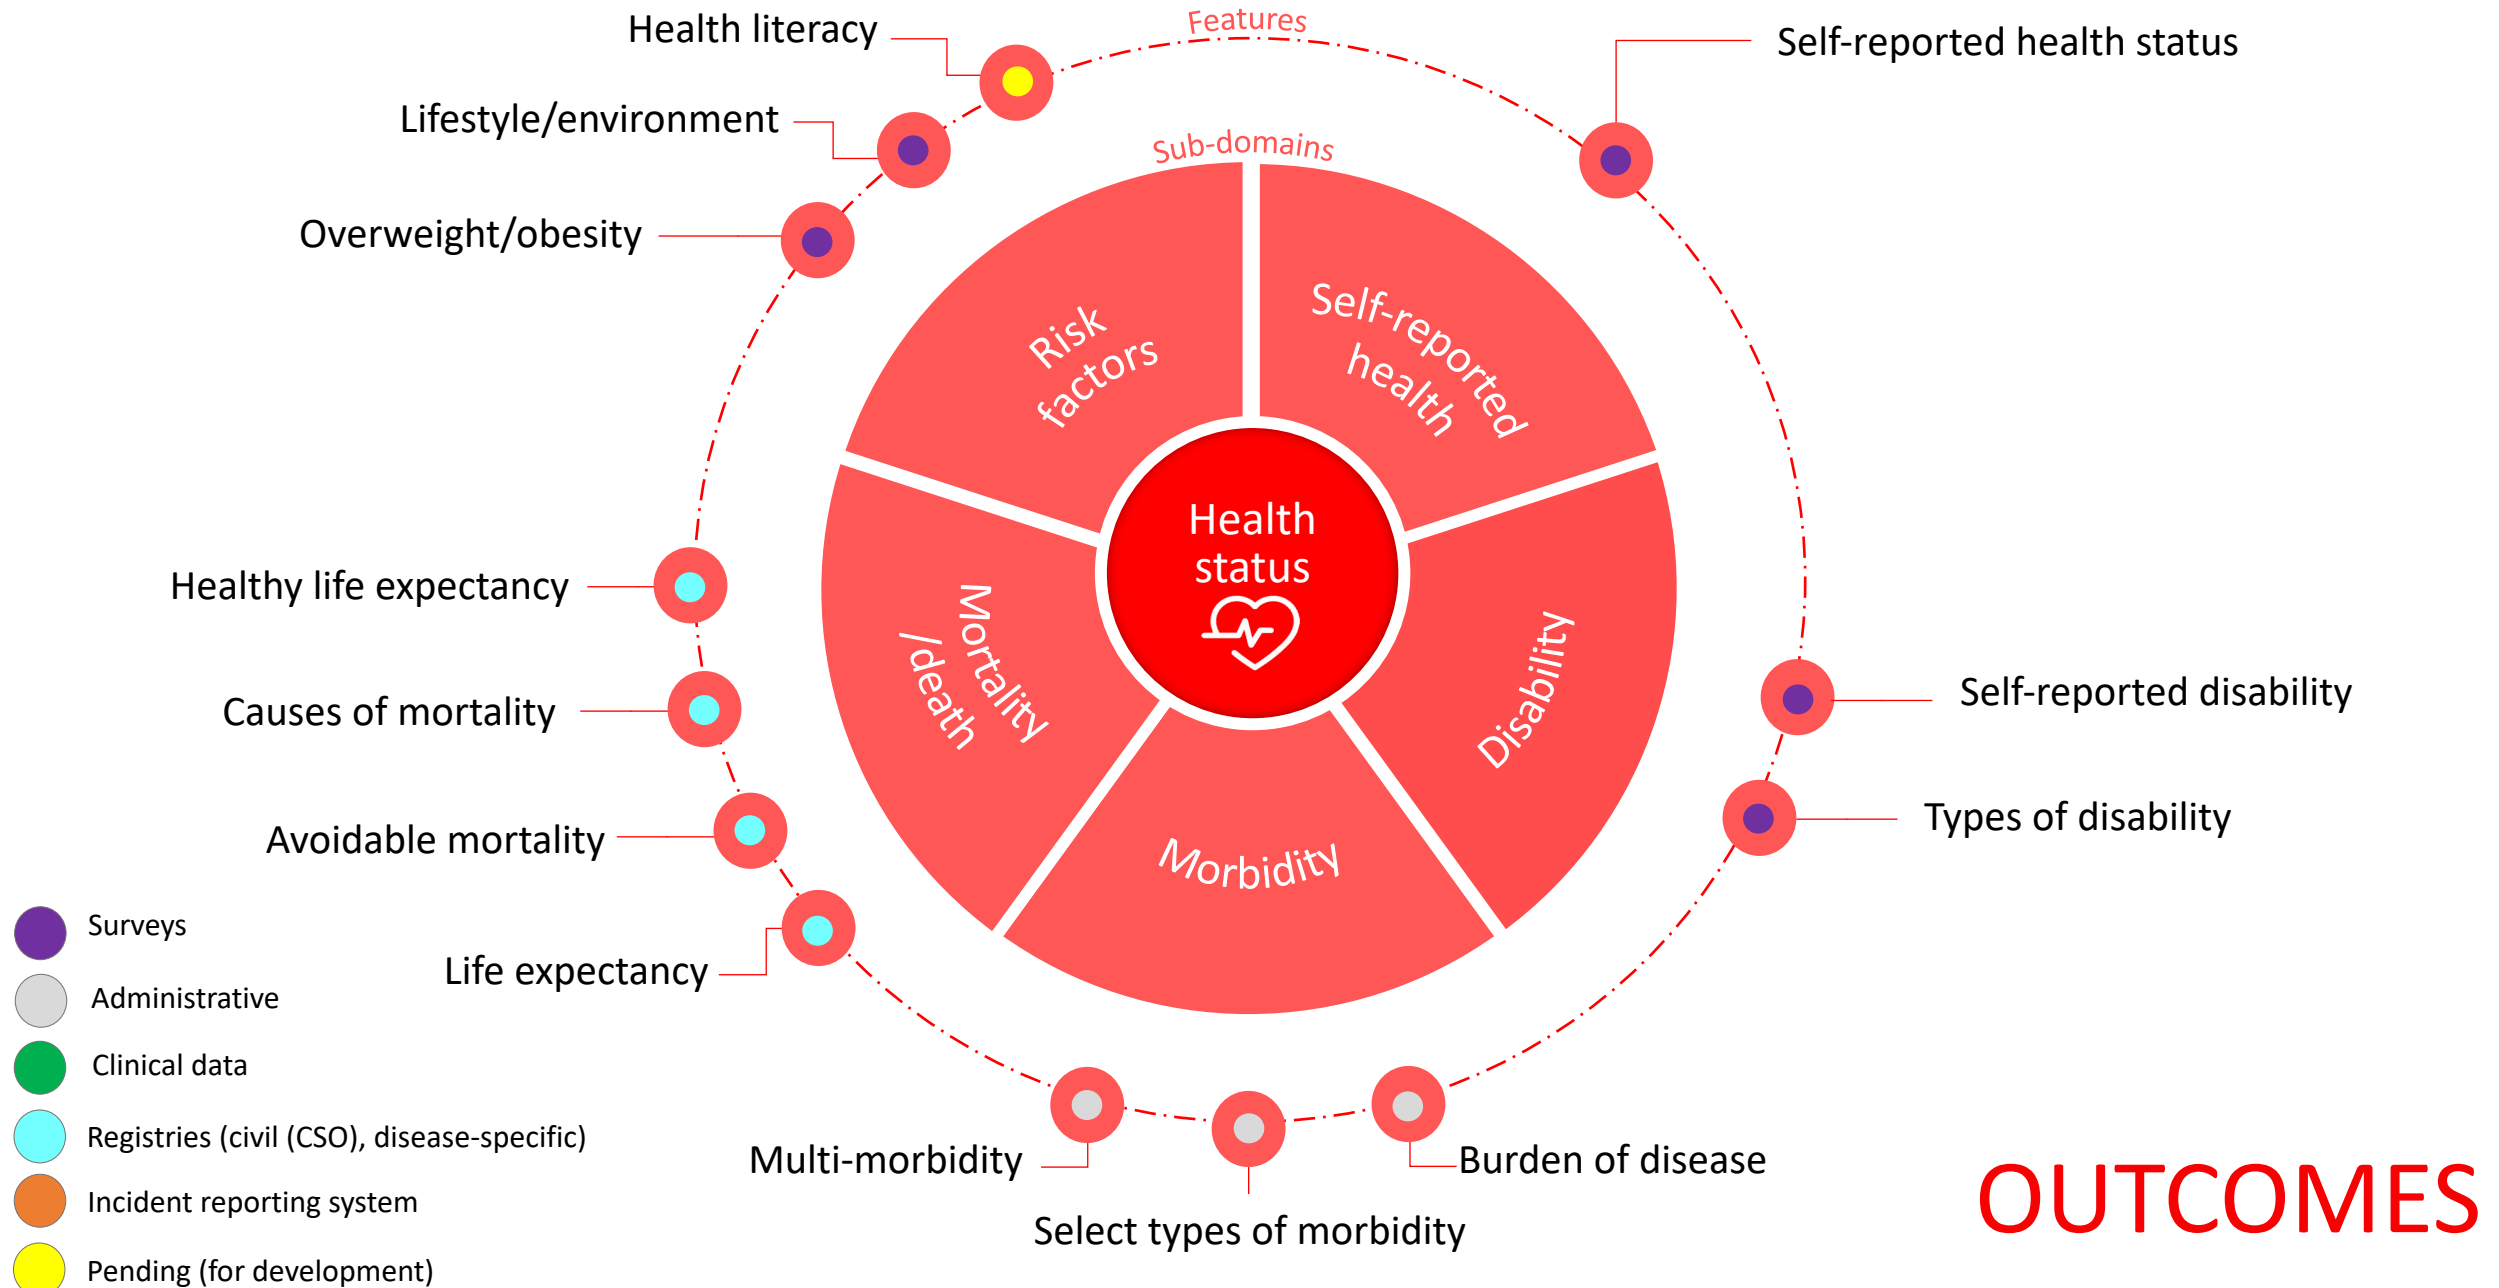 Features
Health literacy
Self-reported health status
Lifestyle/environment
Sub-domains
Overweight/obesity
Risk
factors
Self-reported
health
Health
status
Healthy life expectancy
Mortality
/death
Disability
Causes of mortality
Self-reported disability
Avoidable mortality
Types of disability
Morbidity
Life expectancy
Multi-morbidity
Burden of disease
Select types of morbidity
Surveys
Administrative
Clinical data
Registries (civil (CSO), disease-specific)
Incident reporting system
Pending (for development)
OUTCOMES